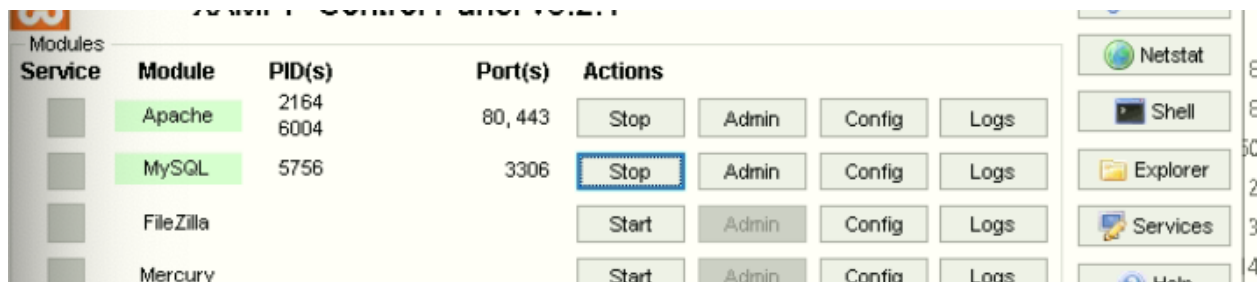 Modules
Service Module PID(s) Port(s) Actions
Netstat
Apache 2164 6004 80, 443 Stop Admin Config Logs
Shell
MySQL 5756 3306 Stop Admin Config Logs
Explorer
FileZilla Start Admin Config Logs
Services
Mercury Start Admin Config Logs
Help